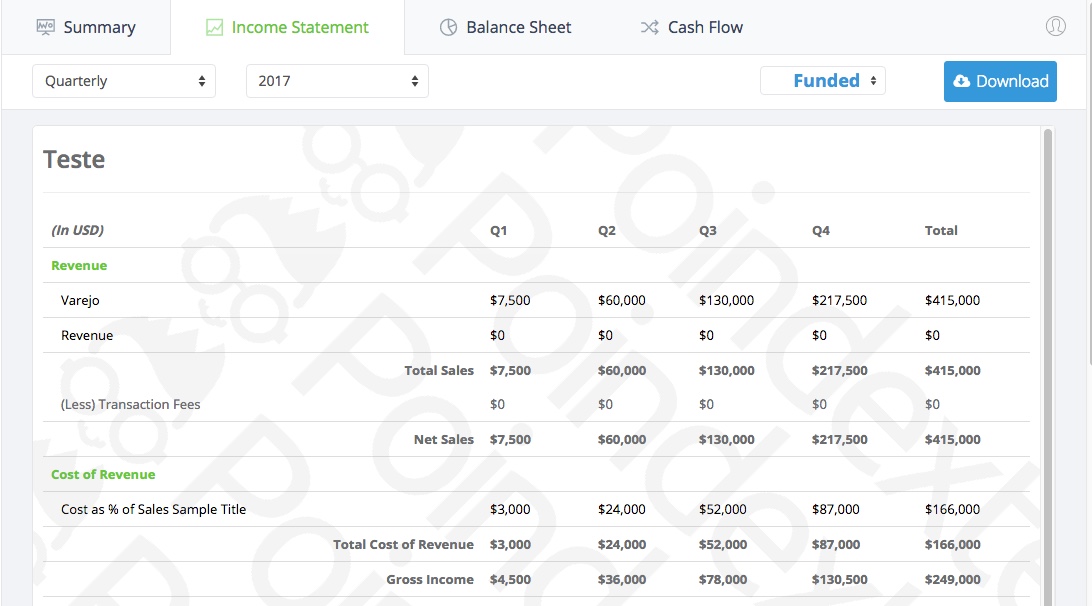 Summary Income Statement Balance Sheet Cash Flow
Quarterly 2017 Funded Download
Teste
(In USD) Q1 Q2 Q3 Q4 Total
Revenue
Varejo $7,500 $60,000 $130,000 $217,500 $415,000
Revenue $0 $0 $0 $0 $0
Total Sales $7,500 $60,000 $130,000 $217,500 $415,000
(Less) Transaction Fees $0 $0 $0 $0 $0
Net Sales $7,500 $60,000 $130,000 $217,500 $415,000
Cost of Revenue
Cost as % of Sales Sample Title $3,000 $24,000 $52,000 $87,000 $166,000
Total Cost of Revenue $3,000 $24,000 $52,000 $87,000 $166,000
Gross Income $4,500 $36,000 $78,000 $130,500 $249,000
Poindexter
Poindexter